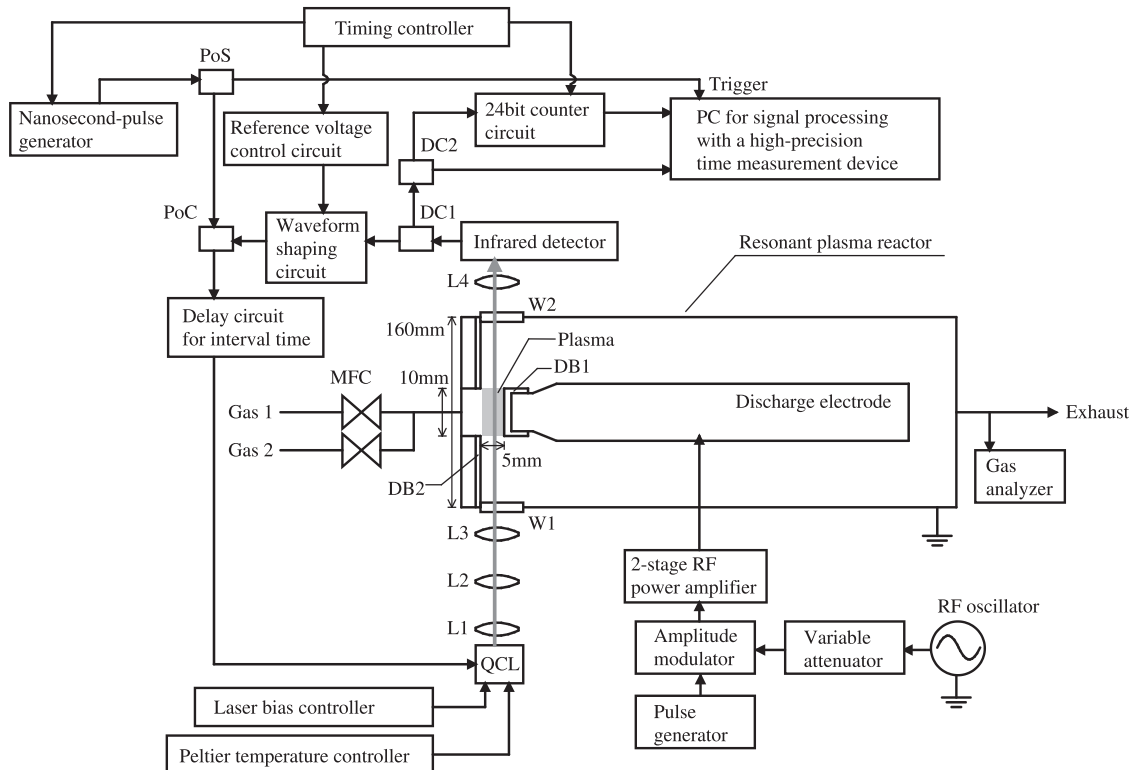 Timing controller
PoS
Trigger
Nanosecond-pulse
generator
Reference voltage
control circuit
24bit counter
circuit
PC for signal processing
with a high-precision
time measurement device
DC2
PoC
DC1
Waveform
shaping
circuit
Infrared detector
Resonant plasma reactor
L4
W2
Delay circuit
for interval time
160mm
Plasma
DB1
MFC
10mm
Gas 1
Discharge electrode
Exhaust
Gas 2
5mm
Gas
analyzer
DB2
W1
L3
2-stage RF
power amplifier
L2
RF oscillator
L1
Amplitude
modulator
Variable
attenuator
QCL
Laser bias controller
Pulse
generator
Peltier temperature controller